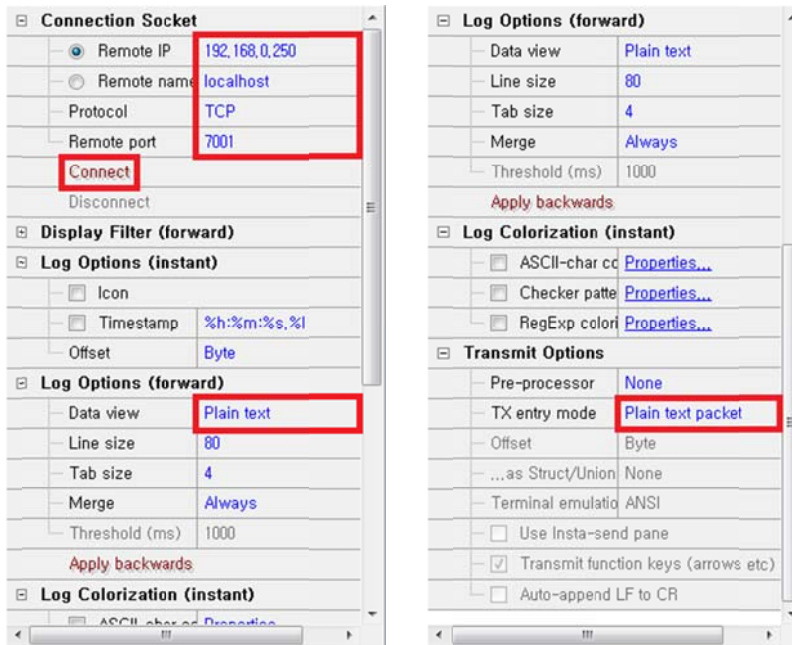 Connection Socket
Remote IP 192,168,0,250
Remote name localhost
Protocol TCP
Remote port 7001
Connect
Disconnect
Display Filter (forward)
Log Options (instant)
Icon
Timestamp %h:%m:%s,%l
Offset Byte
Log Options (forward)
Data view Plain text
Line size 80
Tab size 4
Merge Always
Threshold (ms) 1000
Apply backwards
Log Colorization (instant)
Log Options (forward)
Data view Plain text
Line size 80
Tab size 4
Merge Always
Threshold (ms) 1000
Apply backwards
Log Colorization (instant)
ASCII-char cc Properties...
Checker patte Properties...
RegExp colori Properties...
Transmit Options
Pre-processor None
TX entry mode Plain text packet
Offset Byte
...as Struct/Union None
Terminal emulatio ANSI
Use Insta-send pane
Transmit function keys (arrows etc)
Auto-append LF to CR